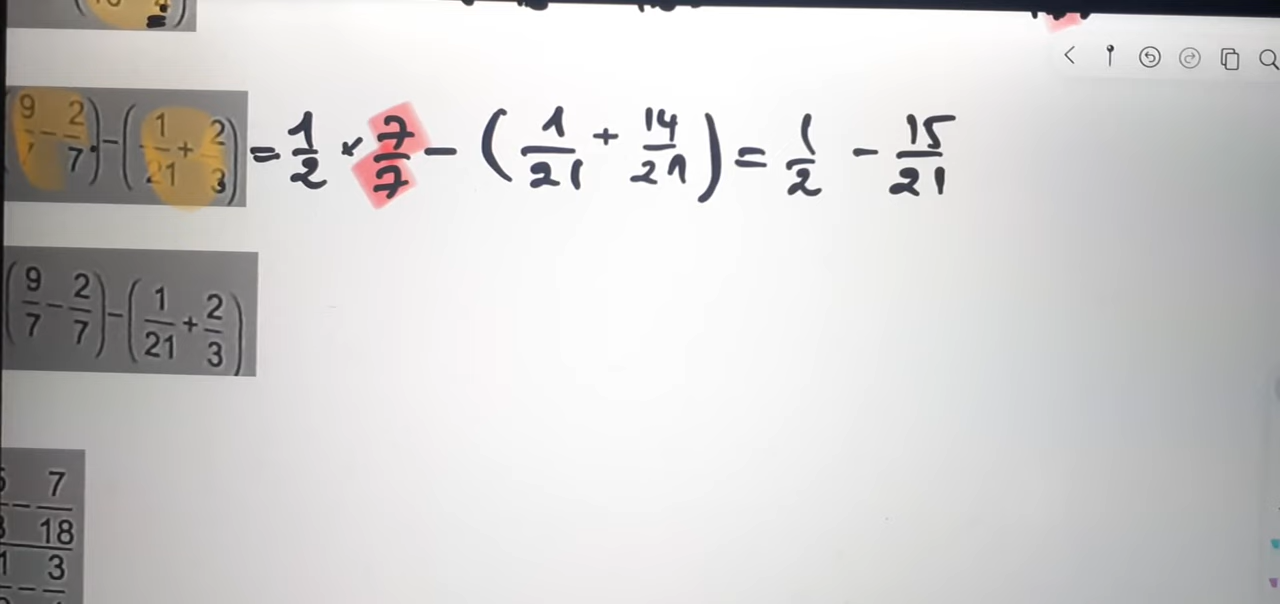 (9/7 - 2/7) - (1/21 + 2/3) = 1/2 × 7/7 - (1/21 + 14/21) = 1/2 - 15/21
(9/7 - 2/7) - (1/21 + 2/3)
7/18
3